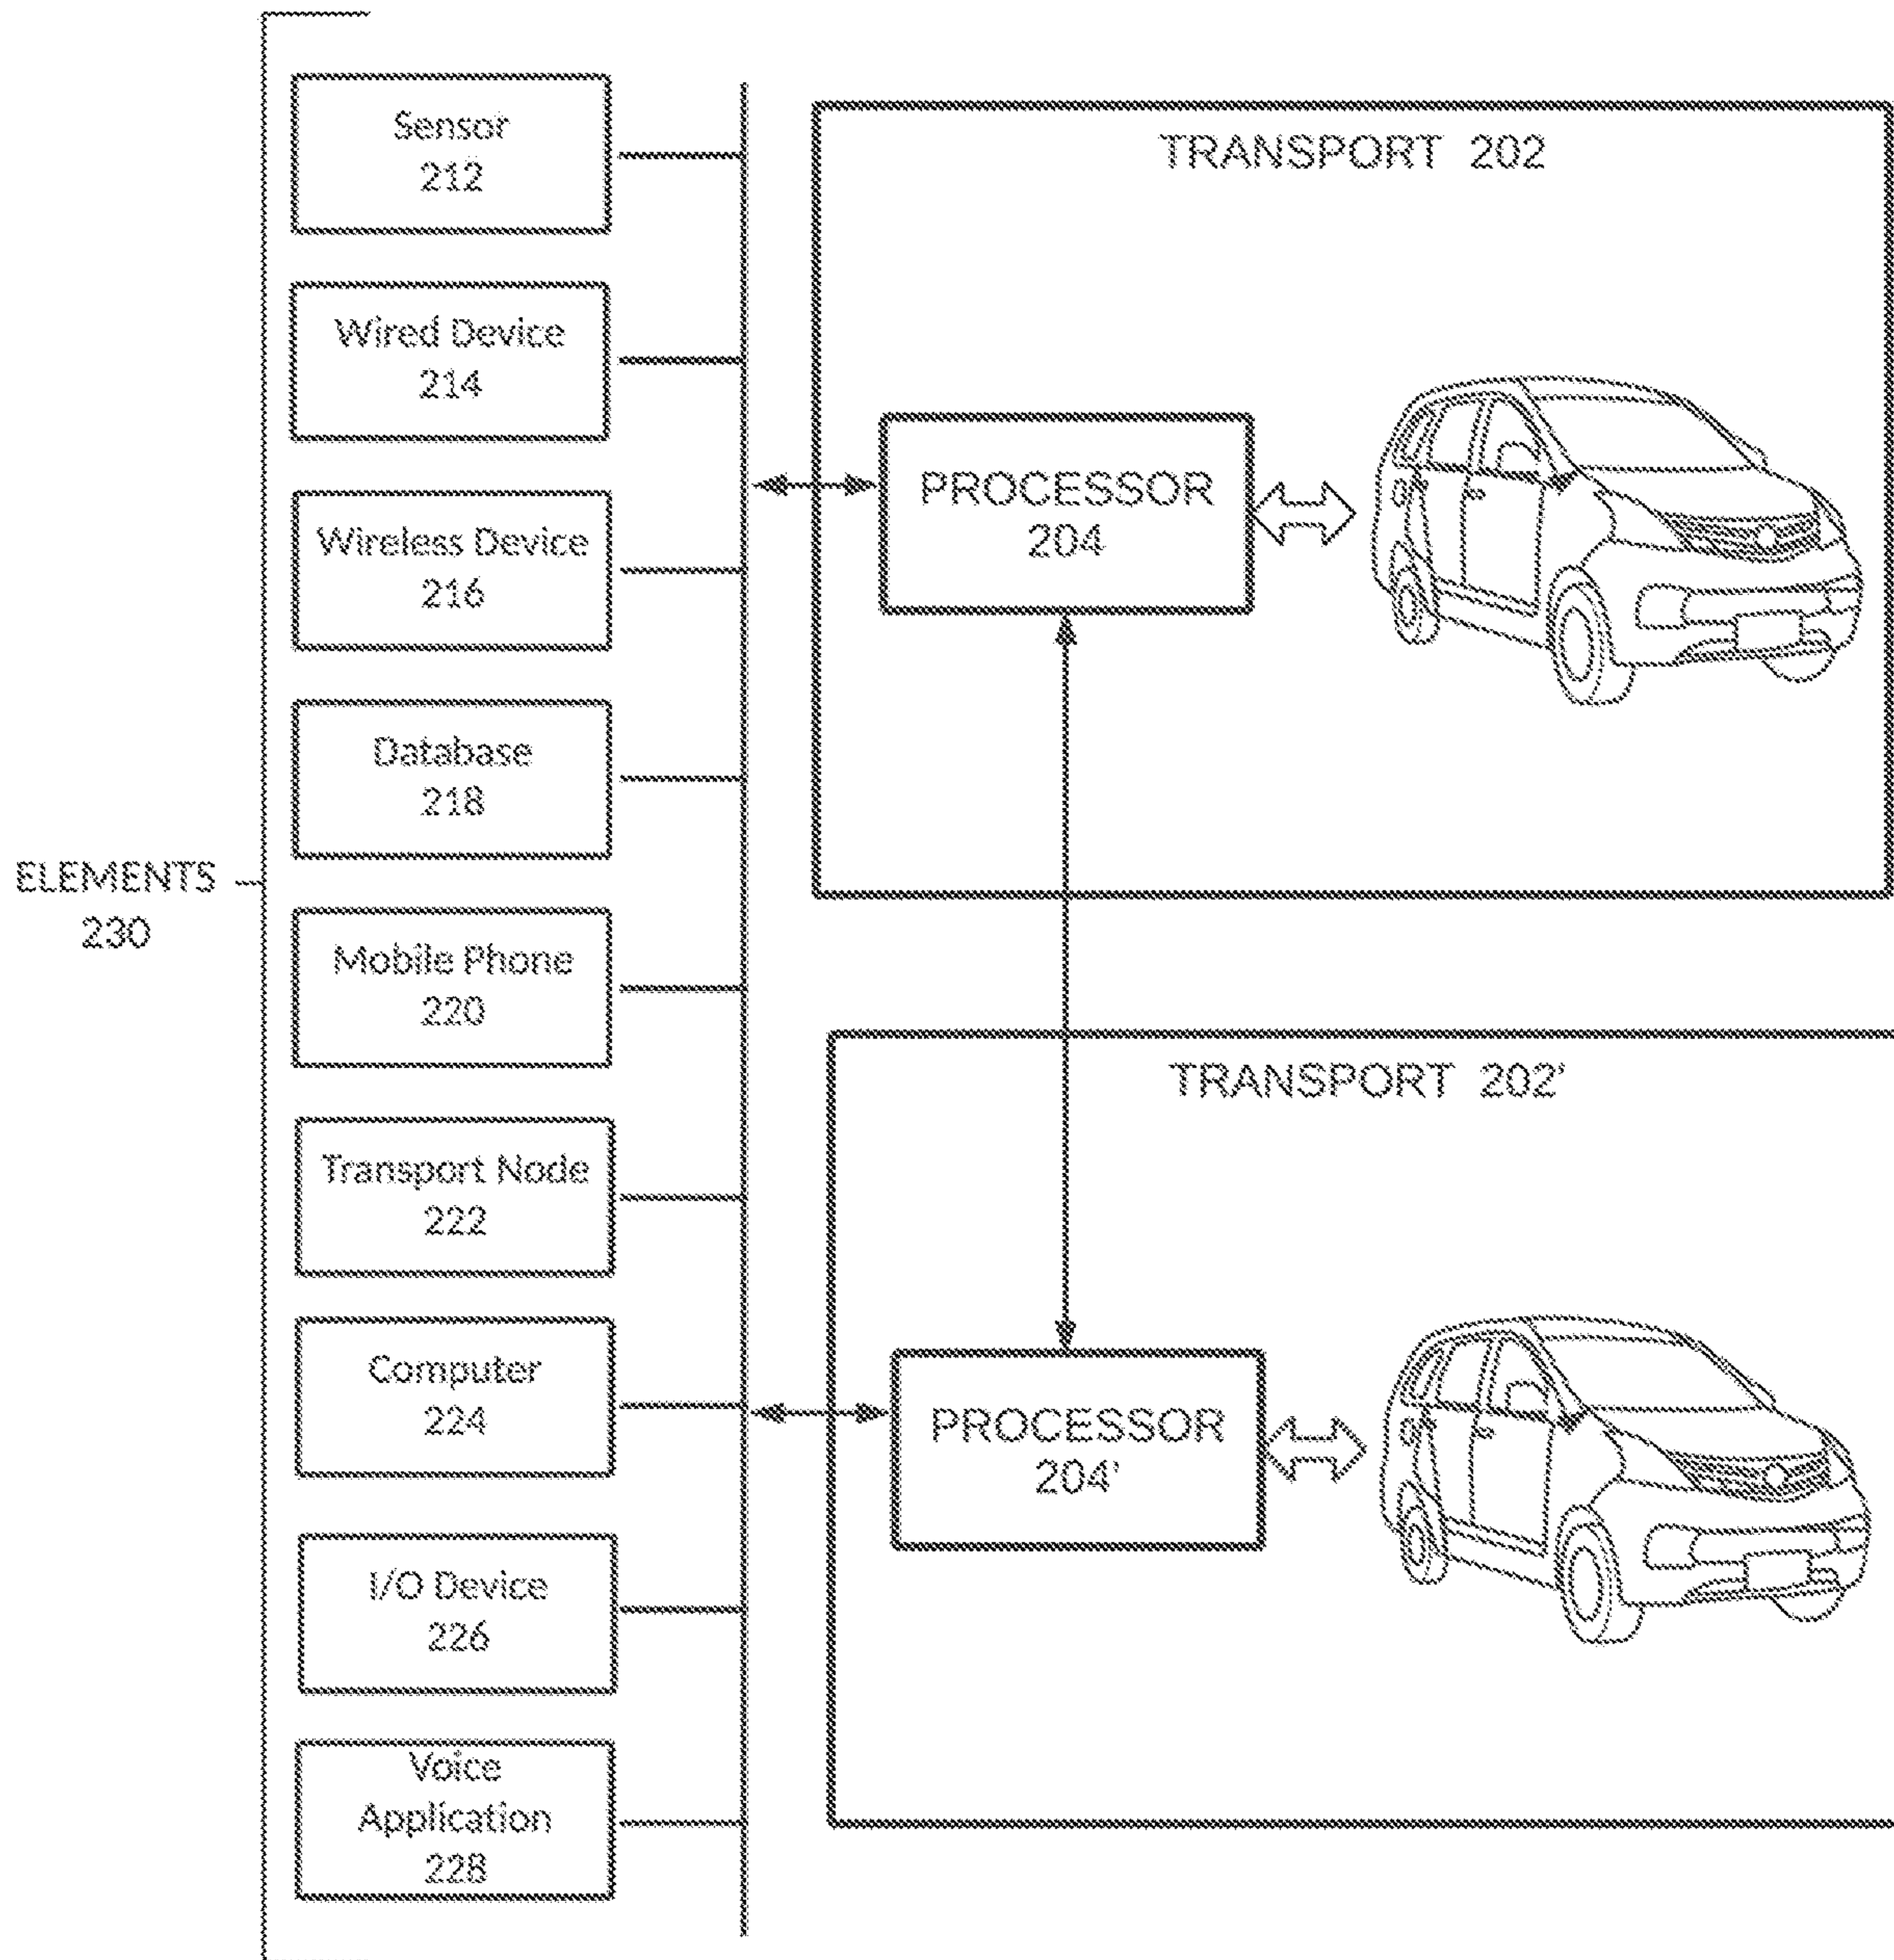 ELEMENTS
230
Sensor
212
Wired Device
214
Wireless Device
216
Database
218
Mobile Phone
220
Transport Node
222
Computer
224
I/O Device
226
Voice
Application
228
TRANSPORT 202
PROCESSOR
204
TRANSPORT 202'
PROCESSOR
204'